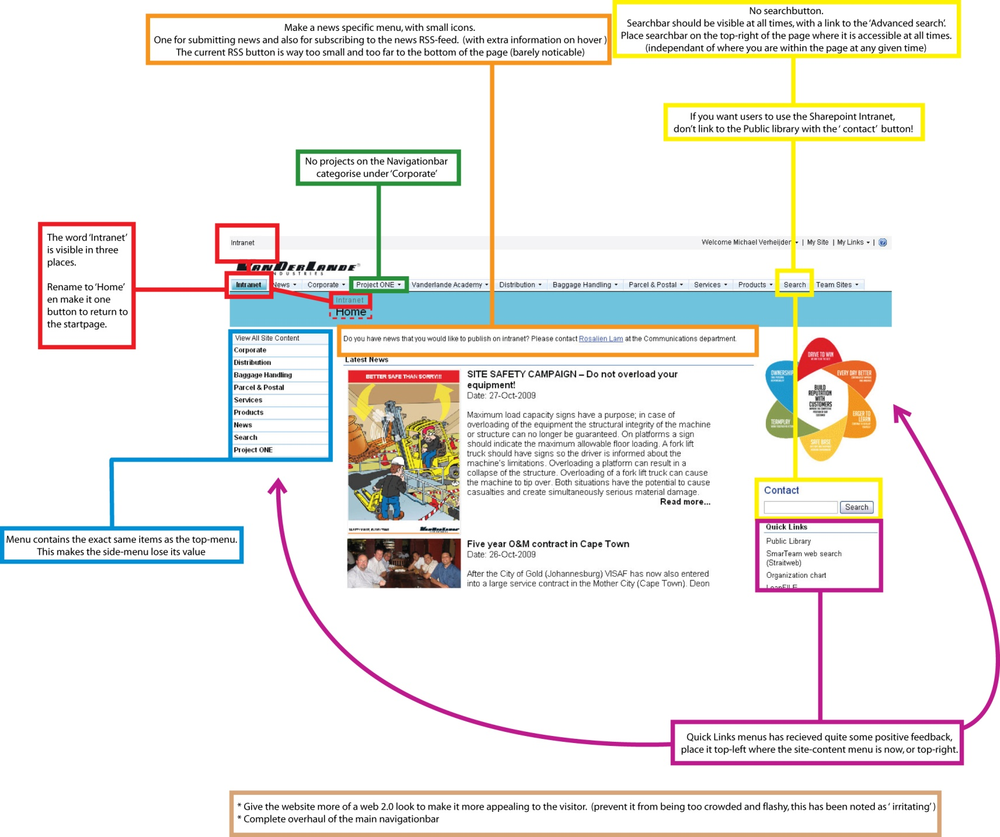 No searchbutton.
Searchbar should be visible at all times, with a link to the 'Advanced search'.
Place searchbar on the top-right of the page where it is accessible at all times.
(independant of where you are within the page at any given time)
Make a news specific menu, with small icons.
One for submitting news and also for subscribing to the news RSS-feed. (with extra information on hover )
The current RSS button is way too small and too far to the bottom of the page (barely noticable)
If you want users to use the Sharepoint Intranet,
don't link to the Public library with the ' contact' button!
No projects on the Navigationbar
categorise under 'Corporate'
The word 'Intranet'
is visible in three
places.
Rename to 'Home'
en make it one
button to return to
the startpage.
Intranet
Welcome Michael Verheijden | My Site | My Links |
VANDERLANDE®
INDUSTRIES
Intranet News Corporate Project ONE Vanderlande Academy Distribution Baggage Handling Parcel & Postal Services Products Search Team Sites
Intranet
Home
View All Site Content
Corporate
Distribution
Baggage Handling
Parcel & Postal
Services
Products
News
Search
Project ONE
Do you have news that you would like to publish on intranet? Please contact Rosalien Lam at the Communications department.
Latest News
BETTER SAFE THAN SORRY!!!
SAFETY FIRST, EVERY TIME
VANDERLANDE
SITE SAFETY CAMPAIGN – Do not overload your
equipment!
Date: 27-Oct-2009
Maximum load capacity signs have a purpose; in case of
overloading of the equipment the structural integrity of the machine
or structure can no longer be guaranteed. On platforms a sign
should indicate the maximum allowable floor loading. A fork lift
truck should have signs so the driver is informed about the
machine's limitations. Overloading a platform can result in a
collapse of the structure. Overloading of a fork lift truck can cause
the machine to tip over. Both situations have the potential to cause
casualties and create simultaneously serious material damage.
Read more...
Five year O&M contract in Cape Town
Date: 26-Oct-2009
After the City of Gold (Johannesburg) VISAF has now also entered
into a large service contract in the Mother City (Cape Town). Deon
DRIVE TO WIN
OWNERSHIP
EVERY DAY BETTER
BUILD
REPUTATION
WITH
CUSTOMERS
EAGER TO
LEARN
TEAMPLAY
SAFE BASE
Contact
Search
Quick Links
Public Library
SmarTeam web search
(Straitweb)
Organization chart
Menu contains the exact same items as the top-menu.
This makes the side-menu lose its value
Quick Links menus has recieved quite some positive feedback,
place it top-left where the site-content menu is now, or top-right.
* Give the website more of a web 2.0 look to make it more appealing to the visitor. (prevent it from being too crowded and flashy, this has been noted as ' irritating' )
* Complete overhaul of the main navigationbar